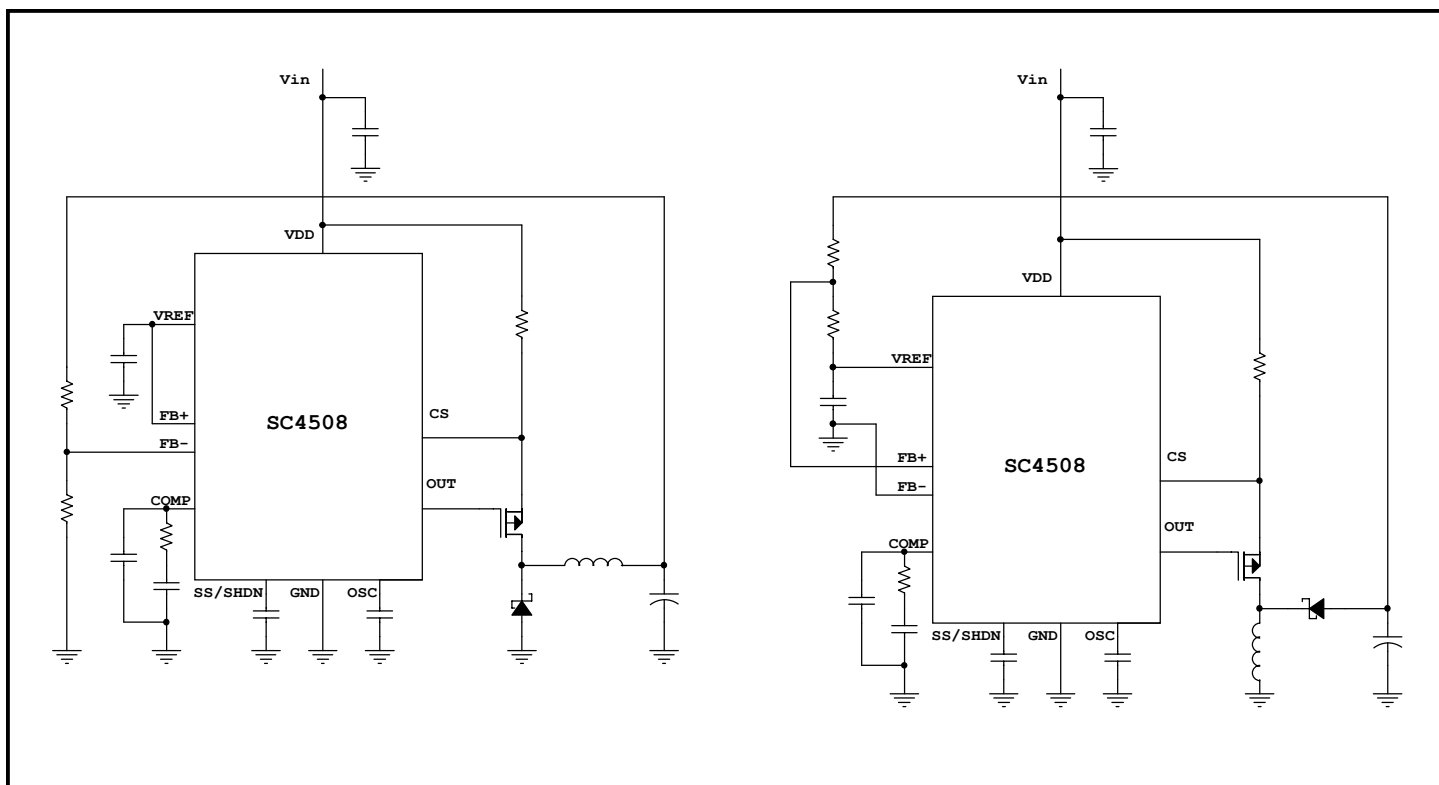 Vin
VDD
VREF
FB+
FB-
CS
SC4508
OUT
COMP
SS/SHDN
GND
OSC
Vin
VDD
VREF
FB+
FB-
CS
SC4508
OUT
COMP
SS/SHDN
GND
OSC